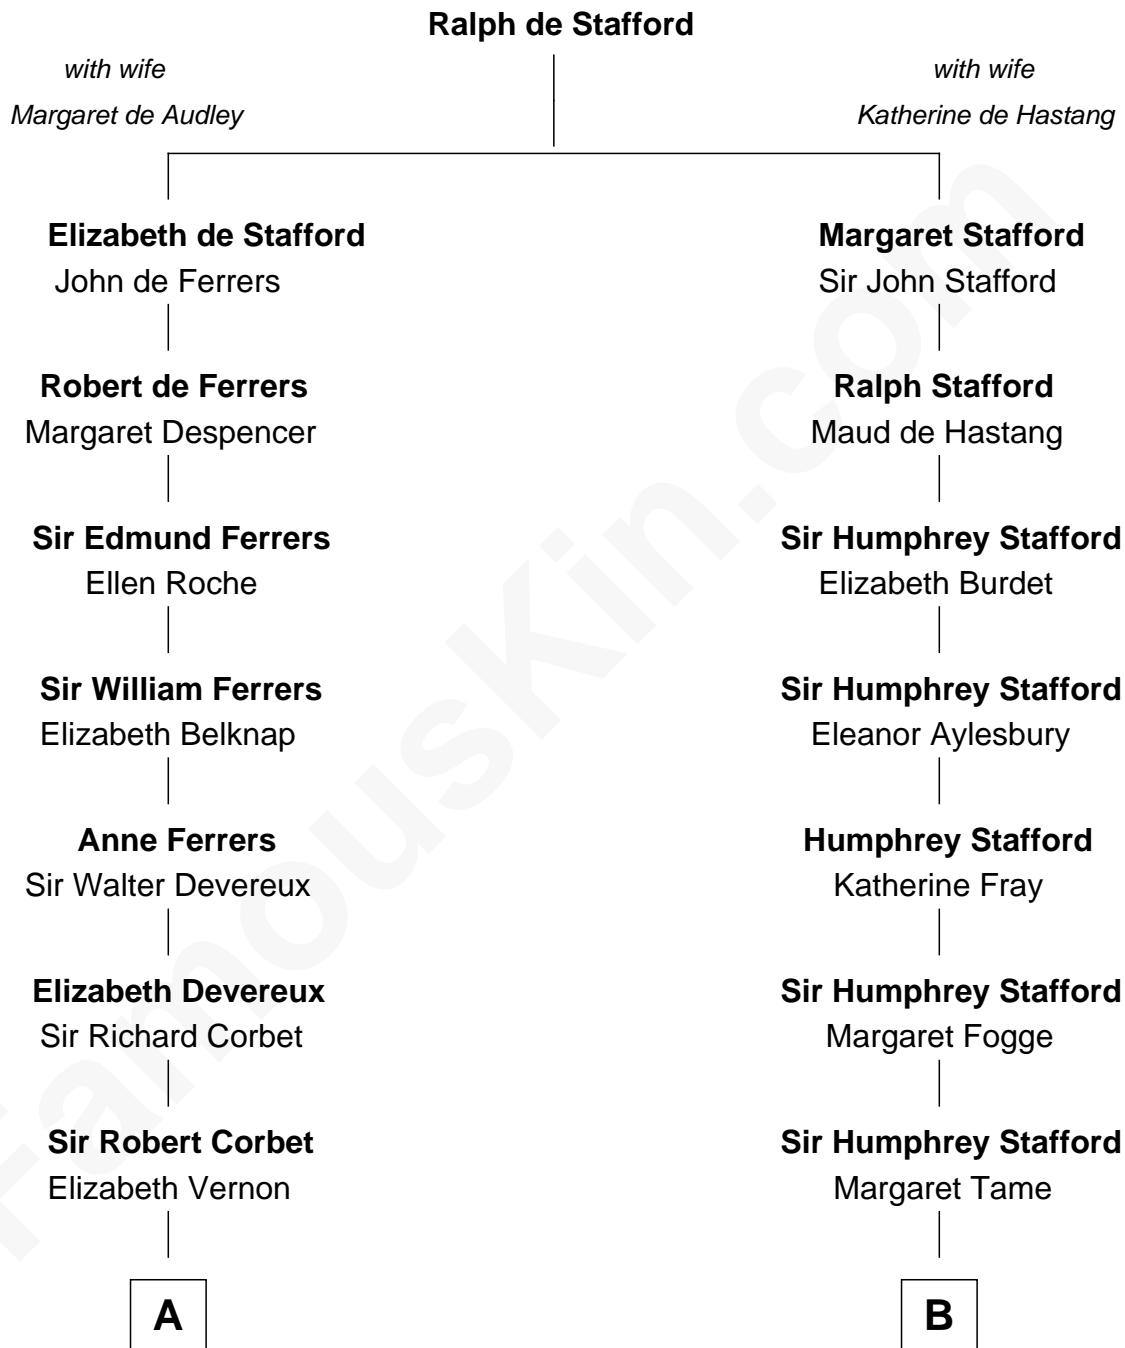 Ralph de Stafford
with wife
Margaret de Audley
with wife
Katherine de Hastang
Elizabeth de Stafford
John de Ferrers
Margaret Stafford
Sir John Stafford
Robert de Ferrers
Margaret Despencer
Ralph Stafford
Maud de Hastang
Sir Edmund Ferrers
Ellen Roche
Sir Humphrey Stafford
Elizabeth Burdet
Sir William Ferrers
Elizabeth Belknap
Sir Humphrey Stafford
Eleanor Aylesbury
Anne Ferrers
Sir Walter Devereux
Humphrey Stafford
Katherine Fray
Elizabeth Devereux
Sir Richard Corbet
Sir Humphrey Stafford
Margaret Fogge
Sir Robert Corbet
Elizabeth Vernon
Sir Humphrey Stafford
Margaret Tame
A
B
FamousKin.com